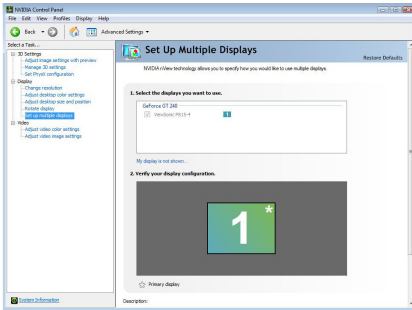 NVIDIA Control Panel
File Edit View Profiles Display Help
Back Advanced Settings
Select a Task...
3D Settings
Adjust image settings with preview
Manage 3D settings
Set PhysX configuration
Display
Change resolution
Adjust desktop color settings
Adjust desktop size and position
Rotate display
Set up multiple displays
Video
Adjust video color settings
Adjust video image settings
System Information
Set Up Multiple Displays
Restore Defaults
NVIDIA nView technology allows you to specify how you would like to use multiple displays.
1. Select the displays you want to use.
GeForce GT 240
ViewSonic P815-4 1
My display is not shown...
2. Verify your display configuration.
1
*
Primary display
Description: